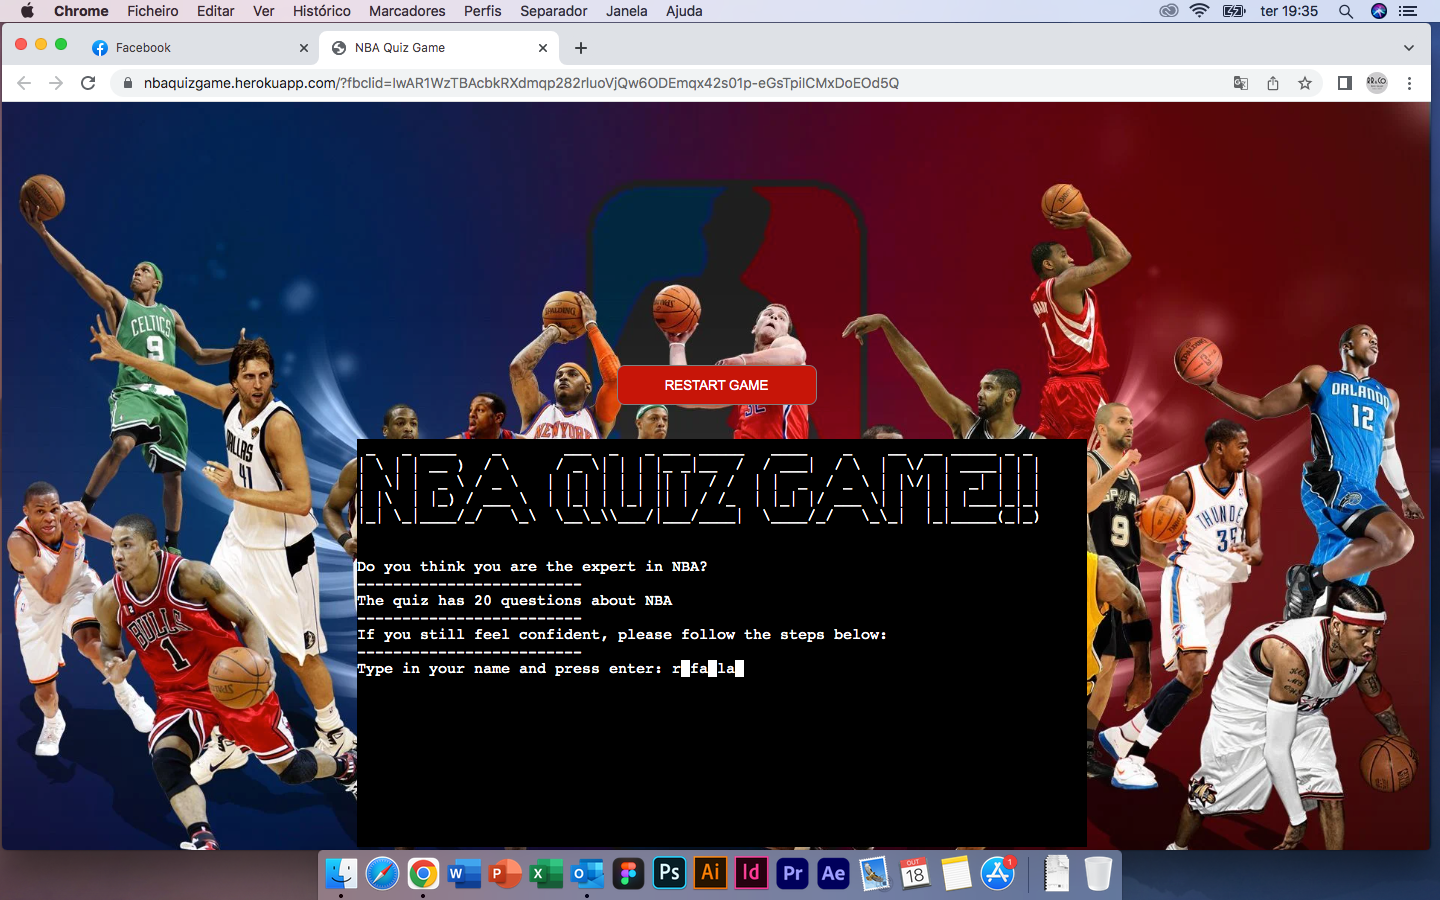 Chrome Ficheiro Editar Ver Histórico Marcadores Perfis Separador Janela Ajuda ter 19:35
Facebook NBA Quiz Game
nbaquizgame.herokuapp.com/?fbclid=IwAR1WzTBAcbkRXdmqp282rluoVjQw6ODEmqx42s01p-eGsTpilCMxDoEOd5Q
RESTART GAME
NBA QUIZ GAME!!
Do you think you are the expert in NBA?
-------------------------
The quiz has 20 questions about NBA
-------------------------
If you still feel confident, please follow the steps below:
-------------------------
Type in your name and press enter: r fa la
CELTICS
9
DALLAS
41
BULLS
1
NEW YORK
32
1
SPURS
9
THUNDER
35
ORLANDO
12
SPALDING
W P X O Ps Ai Id Pr Ae
OUT
18
1